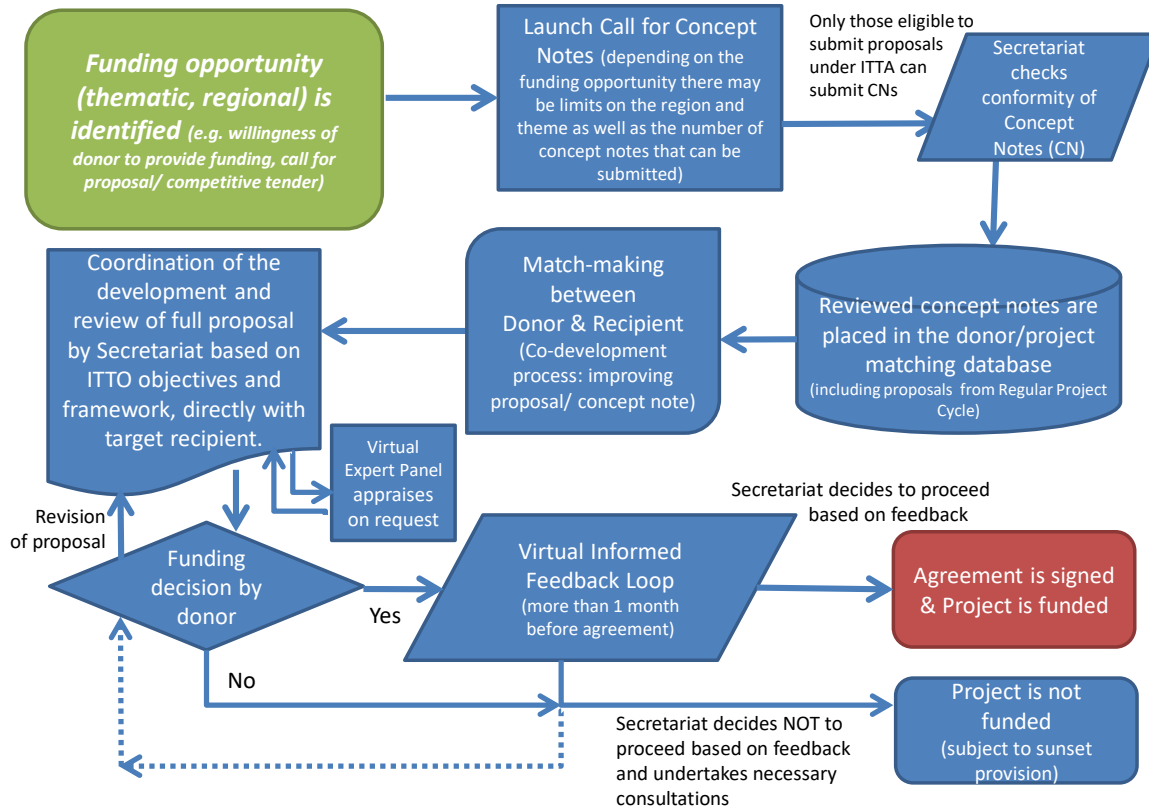 Funding opportunity
(thematic, regional) is
identified (e.g. willingness of
donor to provide funding, call for
proposal/ competitive tender)
Launch Call for Concept
Notes (depending on the
funding opportunity there may
be limits on the region and
theme as well as the number of
concept notes that can be
submitted)
Only those eligible to
submit proposals
under ITTA can
submit CNs
Secretariat
checks
conformity of
Concept
Notes (CN)
Coordination of the
development and
review of full proposal
by Secretariat based on
ITTO objectives and
framework, directly with
target recipient.
Match-making
between
Donor & Recipient
(Co-development
process: improving
proposal/ concept note)
Reviewed concept notes are
placed in the donor/project
matching database
(including proposals from Regular Project
Cycle)
Virtual
Expert Panel
appraises
on request
Revision
of proposal
Funding
decision by
donor
Yes
Virtual Informed
Feedback Loop
(more than 1 month
before agreement)
Secretariat decides to proceed
based on feedback
Agreement is signed
& Project is funded
No
Secretariat decides NOT to
proceed based on feedback
and undertakes necessary
consultations
Project is not
funded
(subject to sunset
provision)